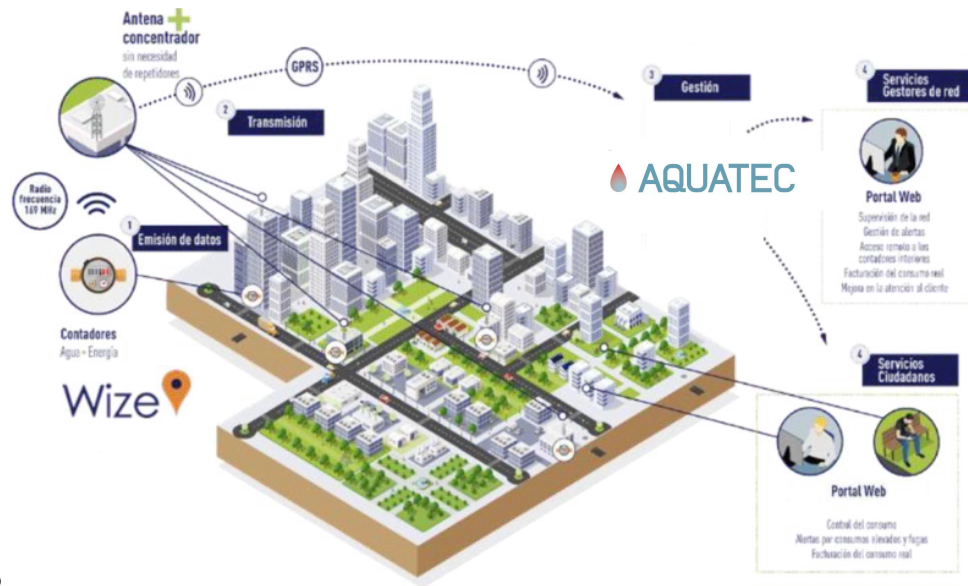 Antena +
concentrador
sin necesidad
de repetidores
GPRS
2
Transmisión
3
Gestión
4
Servicios
Gestores de red
AQUATEC
Portal Web
Supervisión de la red
Gestión de alertas
Acceso remoto a los
contadores interiores
Facturación del consumo real
Mejora en la atención al cliente
Radio
frecuencia
169 MHz
1
Emisión de datos
Contadores
Agua + Energía
Wize
4
Servicios
Ciudadanos
Portal Web
Control del consumo
Alertas por consumos elevados y fugas
Facturación del consumo real